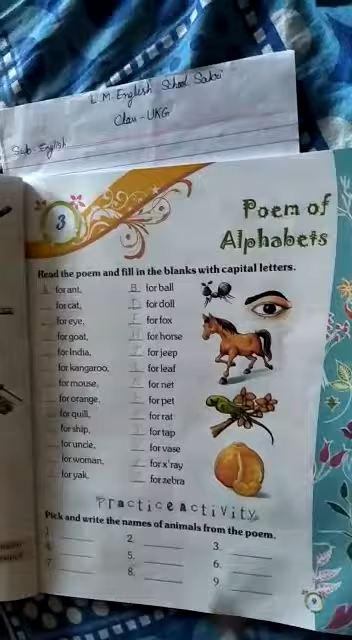 L.M. English School
Class - UKG
Sub - English
3
Poem of
Alphabets
Read the poem and fill in the blanks with capital letters.
A for ant, B for ball
for cat, D for doll
for eye, F for fox
for goat, H for horse
for India, for jeep
for kangaroo, for leaf
for mouse, for net
for orange, for pet
for quill, for rat
for ship, for tap
for uncle, for vase
for woman, for x'ray
for yak, for zebra
Practice activity
Pick and write the names of animals from the poem.
1. 2. 3.
4. 5. 6.
7. 8. 9.
9